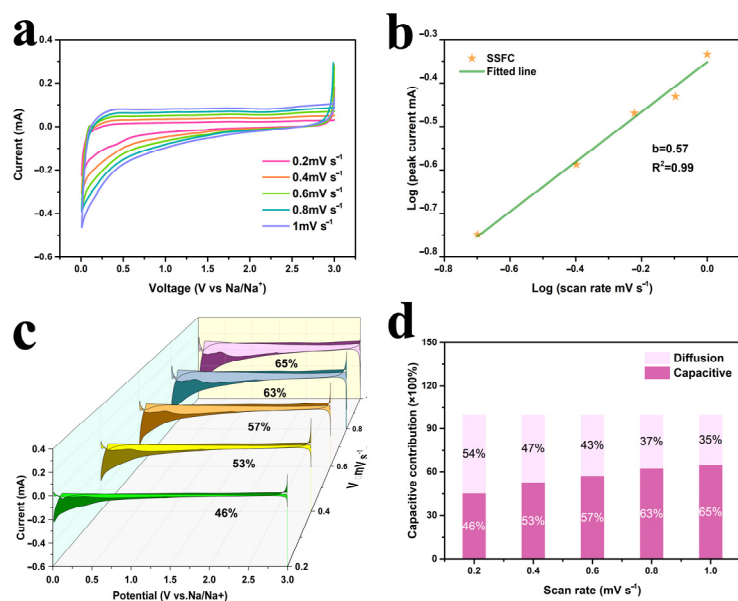 a
0.4
0.2
0.0
−0.2
−0.4
−0.6
Current (mA)
0.2mV s⁻¹
0.4mV s⁻¹
0.6mV s⁻¹
0.8mV s⁻¹
1mV s⁻¹
0.0 0.5 1.0 1.5 2.0 2.5 3.0
Voltage (V vs Na/Na⁺)
b
−0.3
−0.4
−0.5
−0.6
−0.7
−0.8
Log (peak current mA)
SSFC
Fitted line
b=0.57
R²=0.99
−0.8 −0.6 −0.4 −0.2 0.0
Log (scan rate mV s⁻¹)
c
65%
63%
57%
53%
46%
0.4
0.2
0.0
−0.2
−0.4
−0.6
Current (mA)
0.0 0.5 1.0 1.5 2.0 2.5 3.0
Potential (V vs.Na/Na+)
0.2
0.4
0.6
0.8
mV s⁻¹
d
150
120
90
60
30
0
Capacitive contribution (×100%)
Diffusion
Capacitive
54% 47% 43% 37% 35%
46% 53% 57% 63% 65%
0.2 0.4 0.6 0.8 1.0
Scan rate (mV s⁻¹)